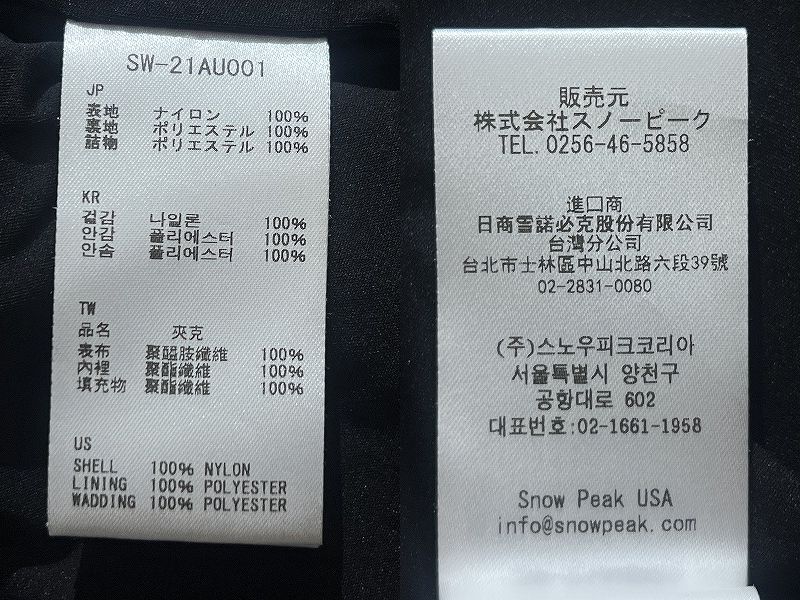 SW-21AU001
JP
表地 ナイロン 100%
裏地 ポリエステル 100%
詰物 ポリエステル 100%
KR
겉감 나일론 100%
안감 폴리에스터 100%
안솜 폴리에스터 100%
TW
品名 夾克
表布 聚醯胺纖維 100%
內裡 聚酯纖維 100%
填充物 聚酯纖維 100%
US
SHELL 100% NYLON
LINING 100% POLYESTER
WADDING 100% POLYESTER
販売元
株式会社スノーピーク
TEL.0256-46-5858
進口商
日商雪諾必克股份有限公司
台灣分公司
台北市士林區中山北路六段39號
02-2831-0080
(주)스노우피크코리아
서울특별시 양천구
공항대로 602
대표번호:02-1661-1958
Snow Peak USA
info@snowpeak.com